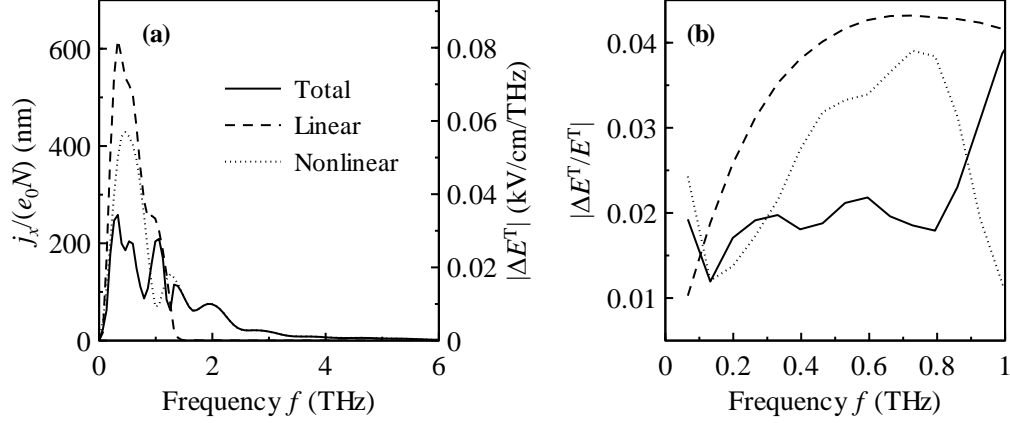 (a)
600
400
200
0
j_x/(e_0N) (nm)
Total
Linear
Nonlinear
0.08
0.06
0.04
0.02
0
|ΔE^T| (kV/cm/THz)
0 2 4 6
Frequency f (THz)
(b)
0.04
0.03
0.02
0.01
|ΔE^T/E^T|
0 0.2 0.4 0.6 0.8 1
Frequency f (THz)